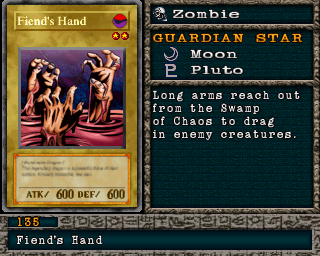 Fiend's Hand
ATK/ 600 DEF/ 600
Zombie
GUARDIAN STAR
Moon
Pluto
Long arms reach out
from the Swamp
of Chaos to drag
in enemy creatures.
135
Fiend's Hand